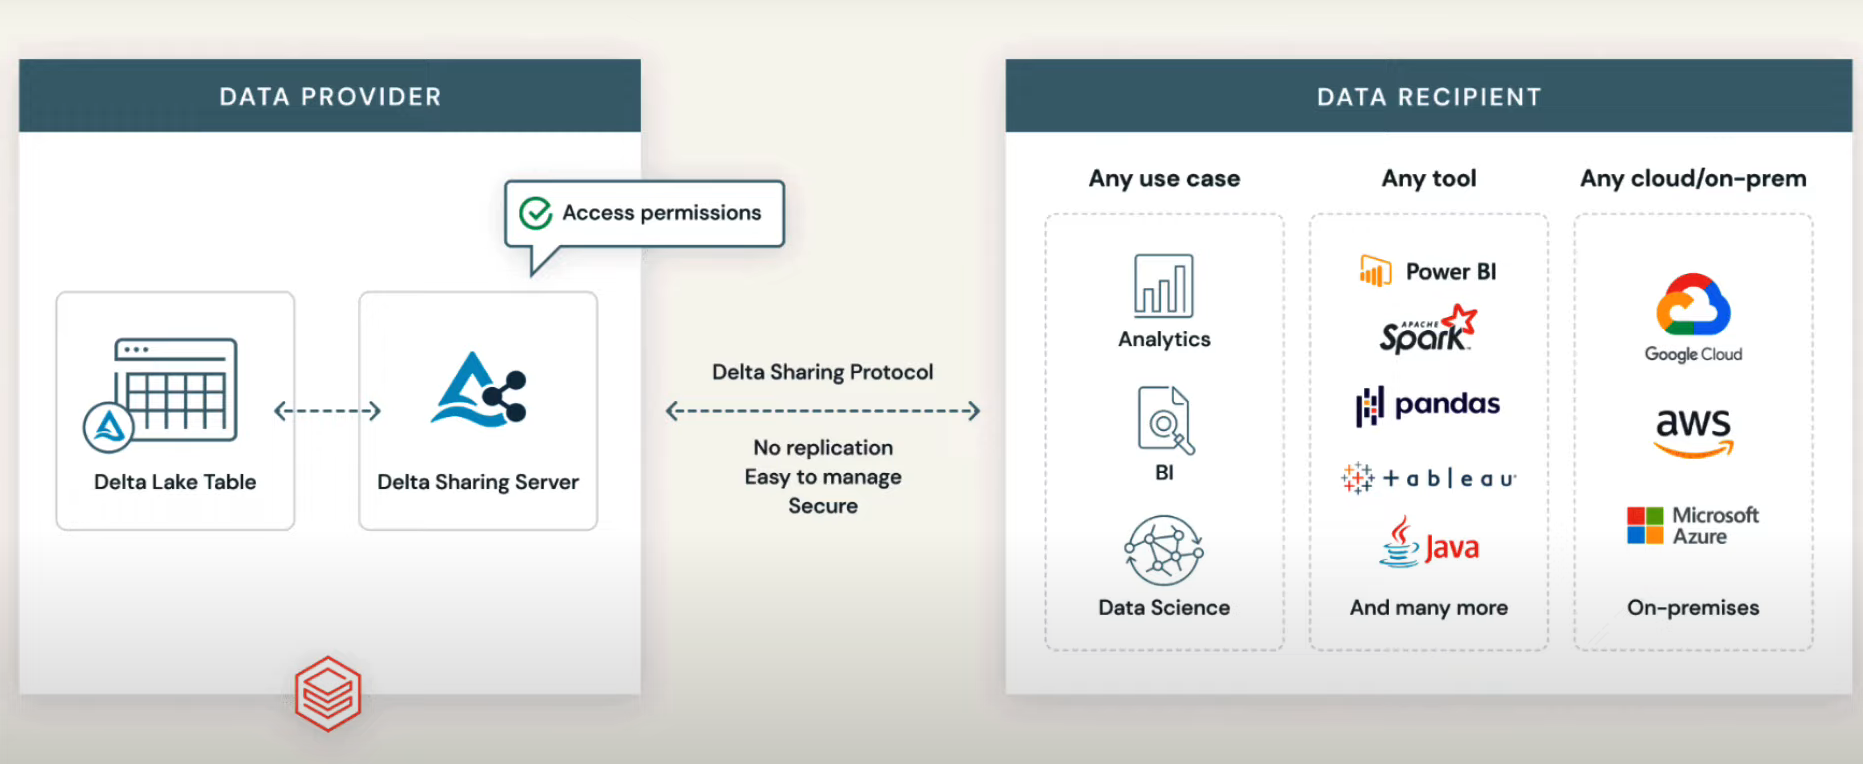 DATA PROVIDER
Access permissions
Delta Lake Table
Delta Sharing Server
Delta Sharing Protocol
No replication
Easy to manage
Secure
DATA RECIPIENT
Any use case
Analytics
BI
Data Science
Any tool
Power BI
APACHE
Spark
pandas
+ableau
Java
And many more
Any cloud/on-prem
Google Cloud
aws
Microsoft
Azure
On-premises